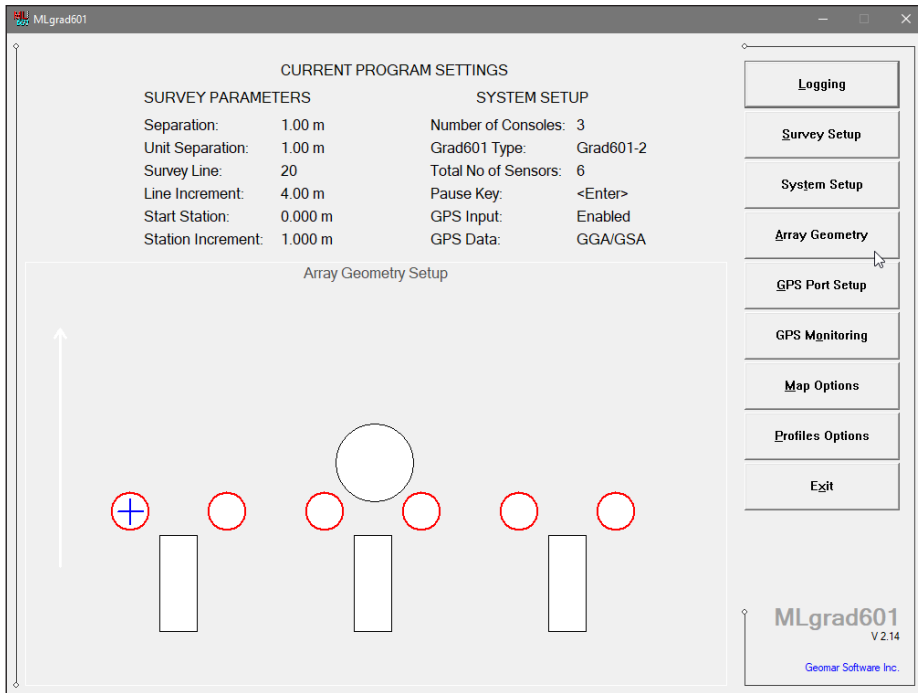 MLgrad601
CURRENT PROGRAM SETTINGS
SURVEY PARAMETERS
SYSTEM SETUP
Separation: 1.00 m
Number of Consoles: 3
Unit Separation: 1.00 m
Grad601 Type: Grad601-2
Survey Line: 20
Total No of Sensors: 6
Line Increment: 4.00 m
Pause Key: <Enter>
Start Station: 0.000 m
GPS Input: Enabled
Station Increment: 1.000 m
GPS Data: GGA/GSA
Array Geometry Setup
Logging
Survey Setup
System Setup
Array Geometry
GPS Port Setup
GPS Monitoring
Map Options
Profiles Options
Exit
MLgrad601
V 2.14
Geomar Software Inc.